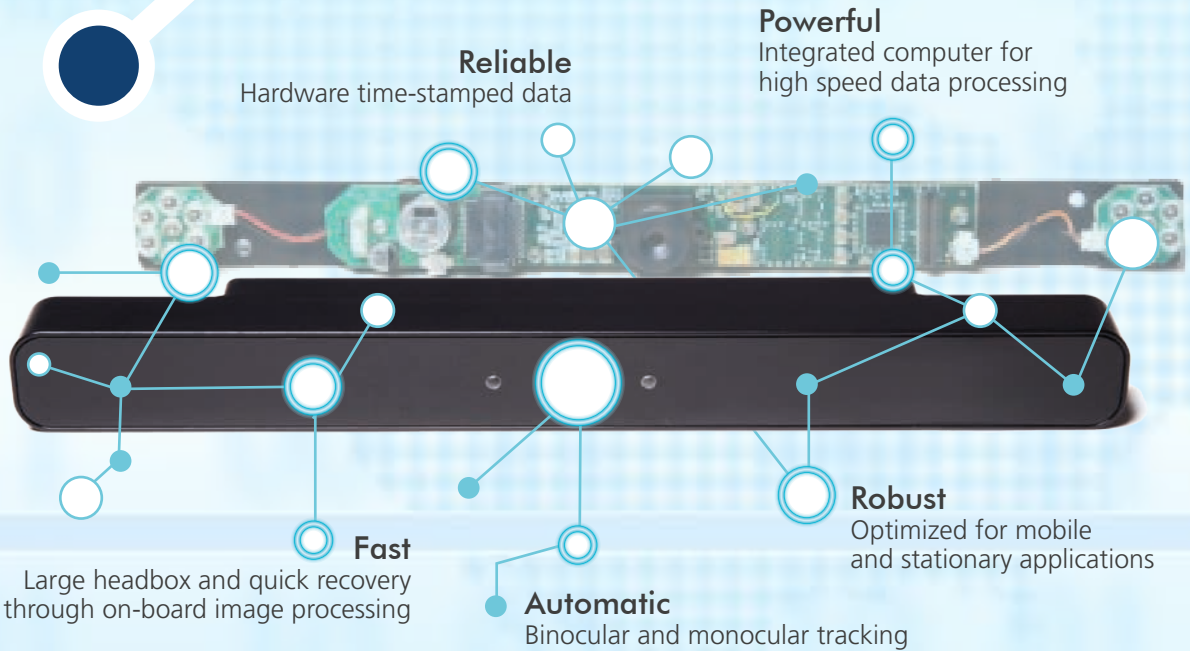 Powerful
Integrated computer for
high speed data processing
Reliable
Hardware time-stamped data
Fast
Large headbox and quick recovery
through on-board image processing
Robust
Optimized for mobile
and stationary applications
Automatic
Binocular and monocular tracking